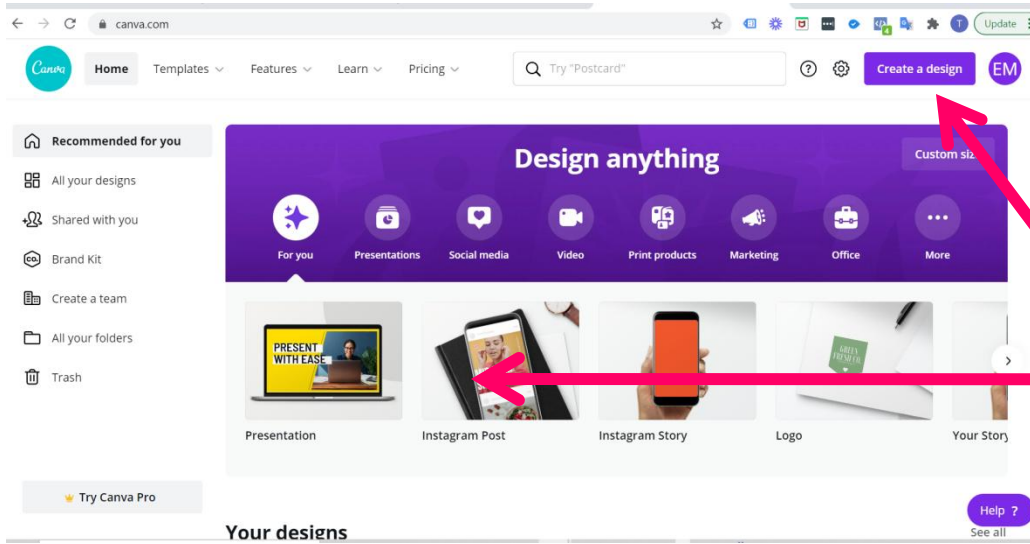 canva.com
Update
Canva
Home Templates Features Learn Pricing Try "Postcard" Create a design EM
Recommended for you
All your designs
Shared with you
Brand Kit
Create a team
All your folders
Trash
Try Canva Pro
Design anything
Custom siz
For you Presentations Social media Video Print products Marketing Office More
PRESENT
WITH EASE
GREEN
Presentation Instagram Post Instagram Story Logo Your Story
Your designs
Help ?
See all